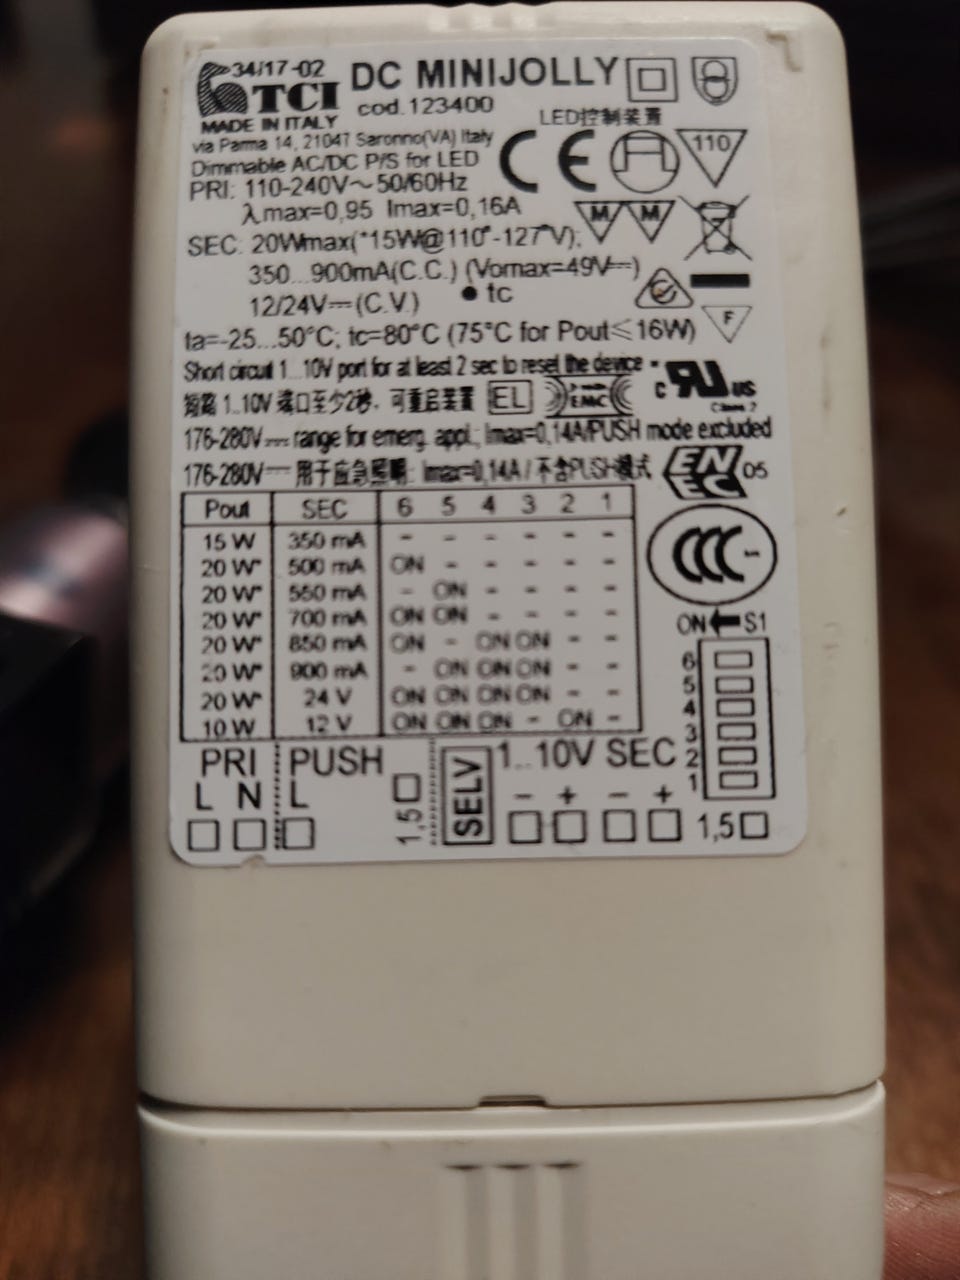 34/17-02 DC MINIJOLLY
TCI cod.123400
MADE IN ITALY LED控制装置
via Parma 14, 21047 Saronno(VA) Italy
Dimmable AC/DC P/S for LED
PRI: 110-240V~50/60Hz
110
λmax=0,95 Imax=0,16A
M M
SEC: 20Wmax(*15W@110°-127°V);
350...900mA(C.C.) (Vomax=49V⎓)
12/24V⎓(C.V.) ● tc
F
ta=-25...50°C; tc=80°C (75°C for Pout≤16W)
Short circuit 1...10V port for at least 2 sec to reset the device
c RU us
Class 2
短路 1..10V 端口至少2秒, 可重启装置 EL EMC
176-280V⎓ range for emerg. appl.; Imax=0,14A/PUSH mode excluded
176-280V⎓ 用于应急照明: Imax=0,14A / 不含PUSH模式
ENEC 05
CCC
Pout SEC 6 5 4 3 2 1
15 W 350 mA - - - - - -
20 W* 500 mA ON - - - - -
20 W* 550 mA - ON - - - -
20 W* 700 mA ON ON - - - -
20 W* 850 mA ON - ON ON - -
20 W* 900 mA - ON ON ON - -
20 W* 24 V ON ON ON ON - -
10 W 12 V ON ON ON - ON -
ON S1
6
5
4
3
2
1
PRI PUSH SELV 1..10V SEC
L N L 1,5 - + - +
1,5